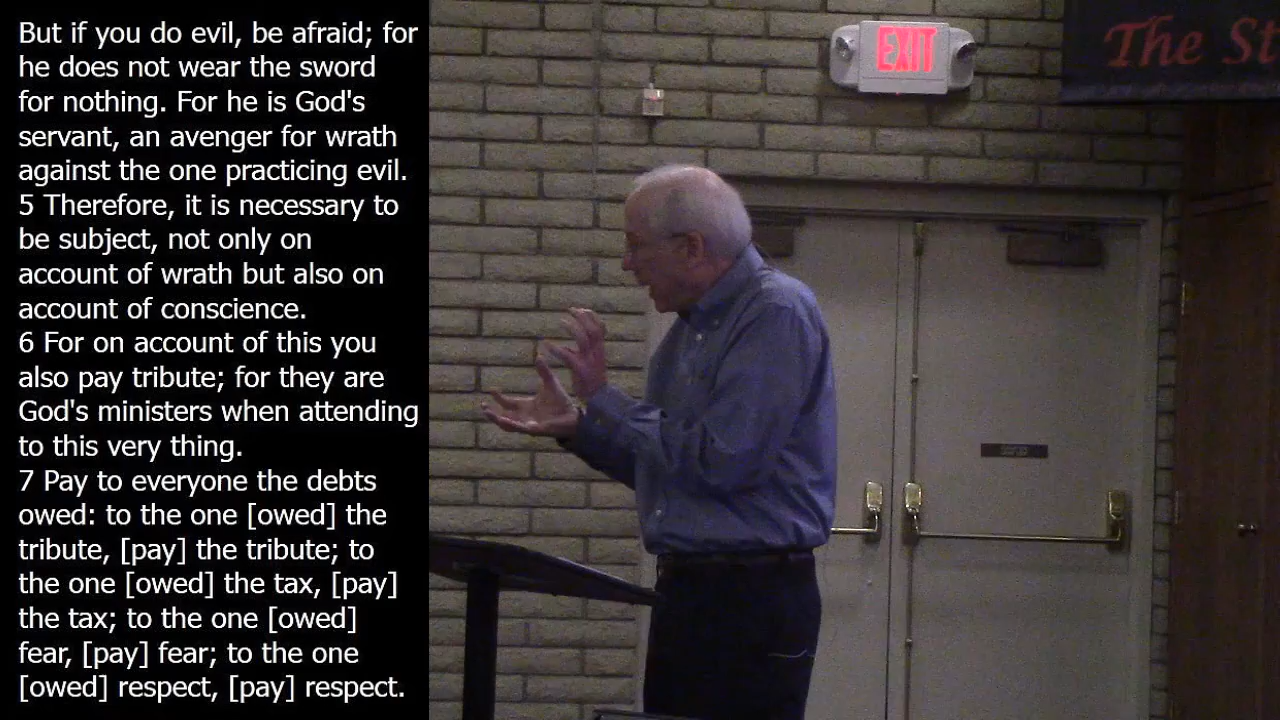 But if you do evil, be afraid; for
he does not wear the sword
for nothing. For he is God's
servant, an avenger for wrath
against the one practicing evil.
5 Therefore, it is necessary to
be subject, not only on
account of wrath but also on
account of conscience.
6 For on account of this you
also pay tribute; for they are
God's ministers when attending
to this very thing.
7 Pay to everyone the debts
owed: to the one [owed] the
tribute, [pay] the tribute; to
the one [owed] the tax, [pay]
the tax; to the one [owed]
fear, [pay] fear; to the one
[owed] respect, [pay] respect.
EXIT
The St